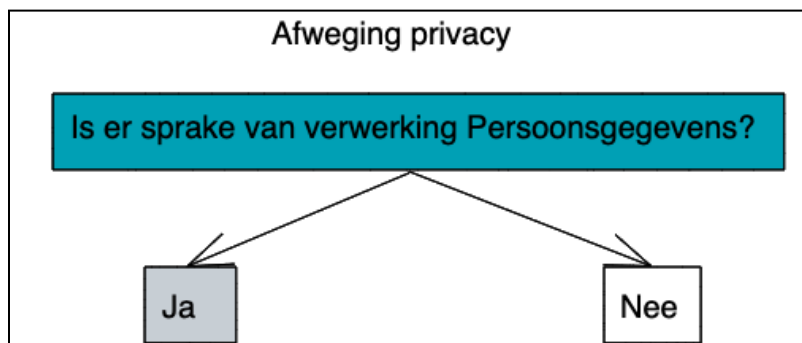 Afweging privacy
Is er sprake van verwerking Persoonsgegevens?
Ja
Nee